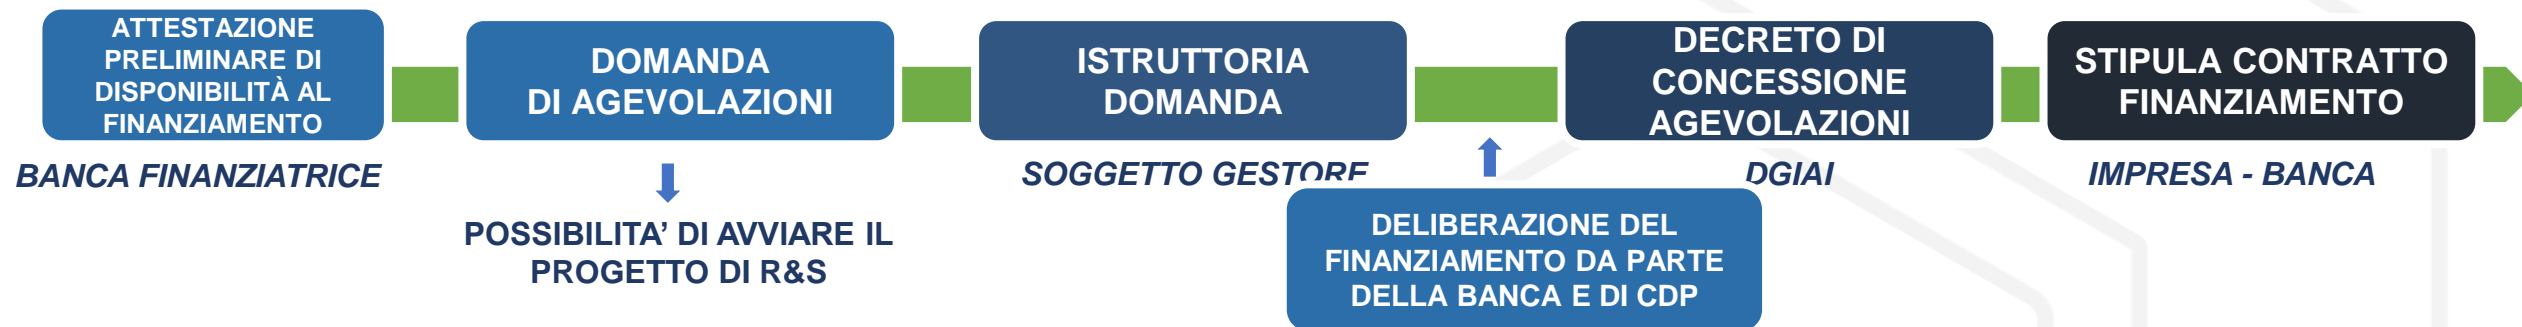 ATTESTAZIONE
PRELIMINARE DI
DISPONIBILITÀ AL
FINANZIAMENTO
BANCA FINANZIATRICE
DOMANDA
DI AGEVOLAZIONI
POSSIBILITA’ DI AVVIARE IL
PROGETTO DI R&S
ISTRUTTORIA
DOMANDA
SOGGETTO GESTORE
DELIBERAZIONE DEL
FINANZIAMENTO DA PARTE
DELLA BANCA E DI CDP
DECRETO DI
CONCESSIONE
AGEVOLAZIONI
DGIAI
STIPULA CONTRATTO
FINANZIAMENTO
IMPRESA - BANCA